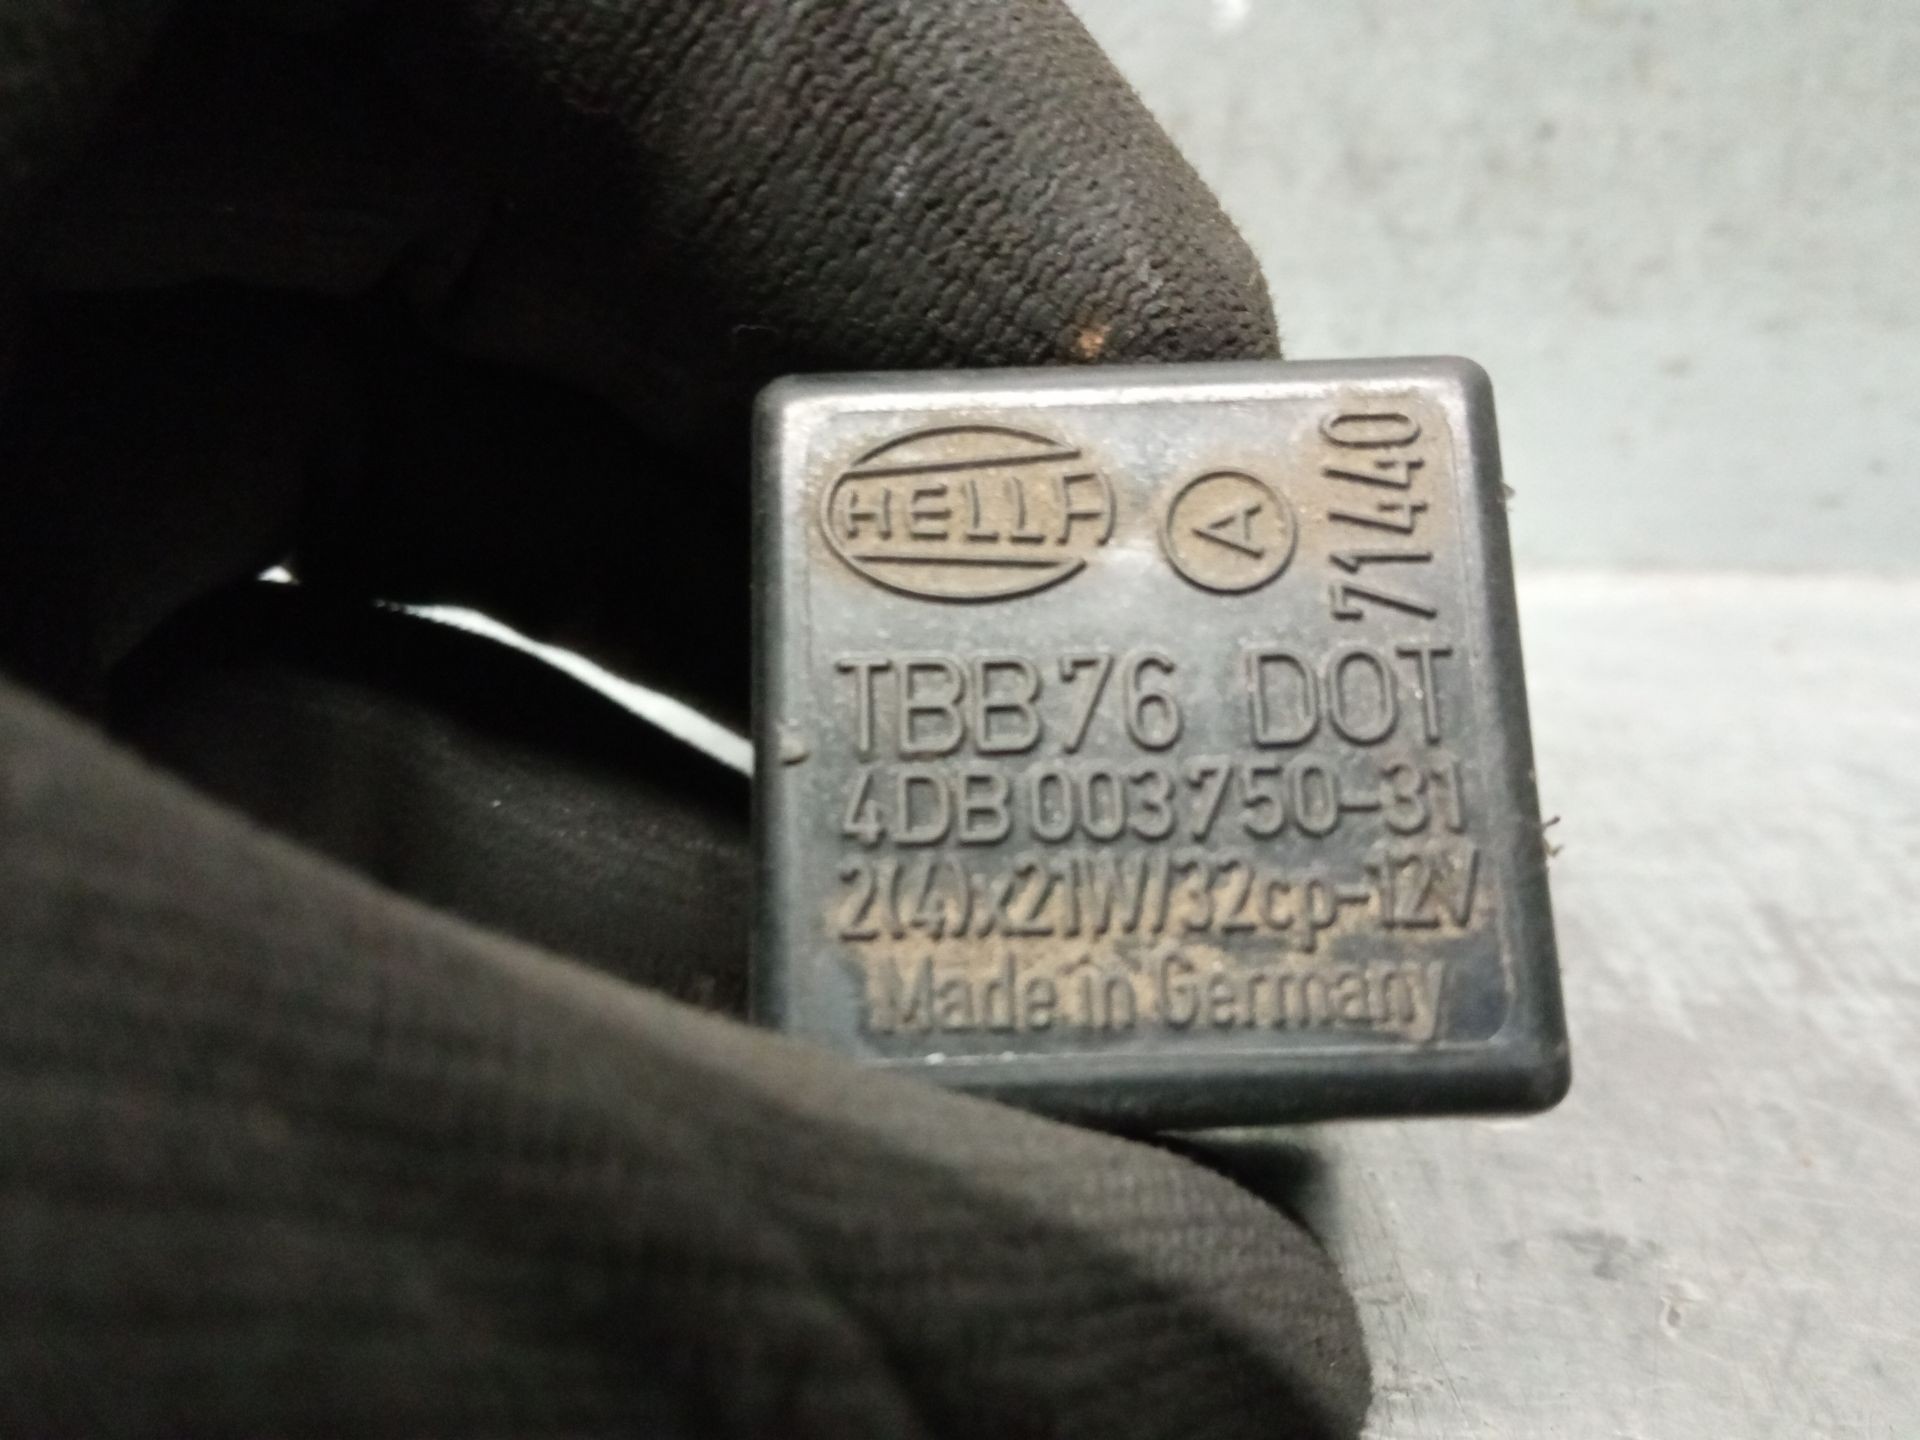 HELLA
A
71440
TBB76 DOT
4DB 003750-31
2(4)x21W/32cp-12V
Made in Germany